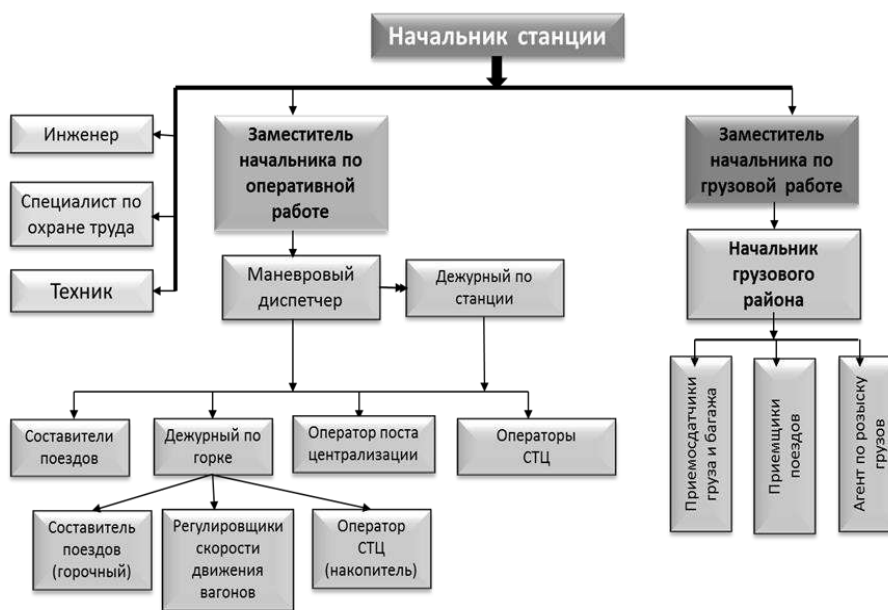 Начальник станции
Инженер
Специалист по
охране труда
Техник
Заместитель
начальника по
оперативной
работе
Заместитель
начальника по
грузовой работе
Маневровый
диспетчер
Дежурный по
станции
Начальник
грузового
района
Составители
поездов
Дежурный по
горке
Оператор поста
централизации
Операторы
СТЦ
Приемосдатчики
груза и багажа
Приемщики
поездов
Агент по розыску
грузов
Составитель
поездов
(горочный)
Регулировщики
скорости
движения
вагонов
Оператор
СТЦ
(накопитель)